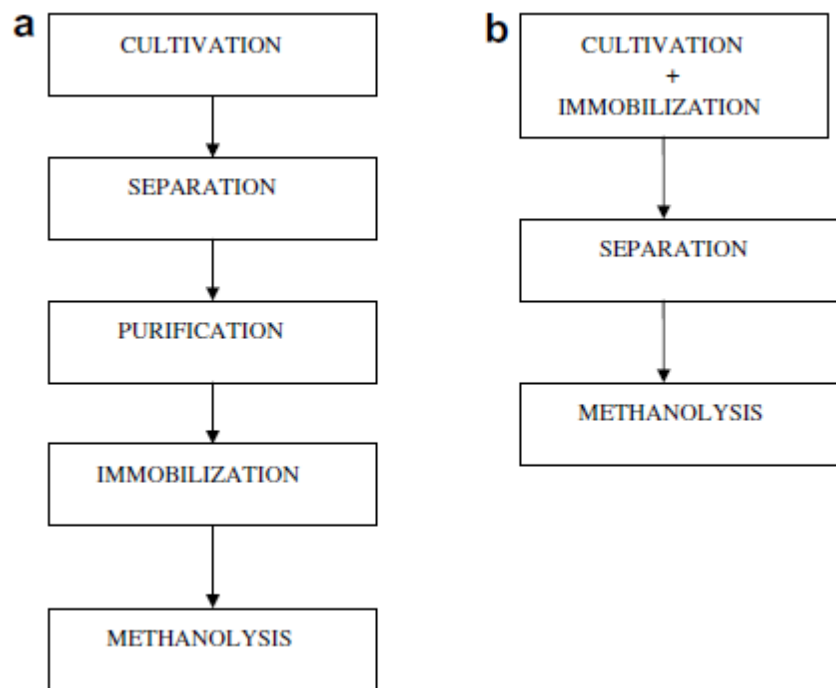 a
CULTIVATION
SEPARATION
PURIFICATION
IMMOBILIZATION
METHANOLYSIS
b
CULTIVATION
+
IMMOBILIZATION
SEPARATION
METHANOLYSIS